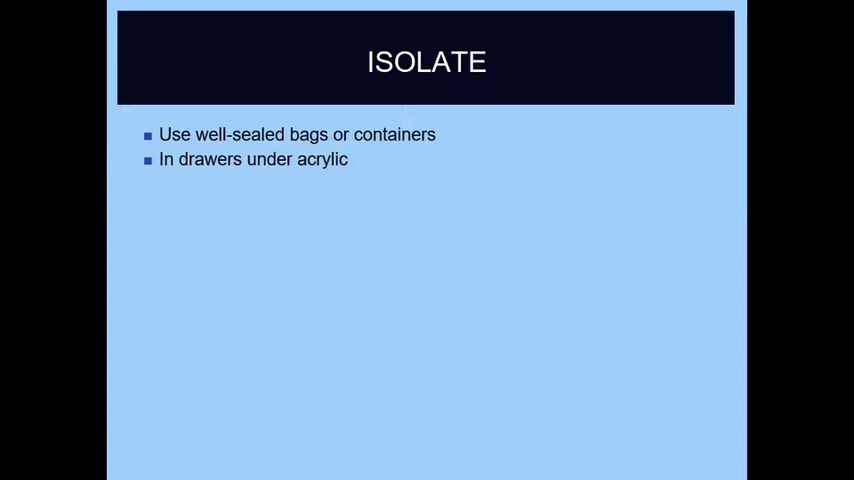 ISOLATE
Use well-sealed bags or containers
In drawers under acrylic